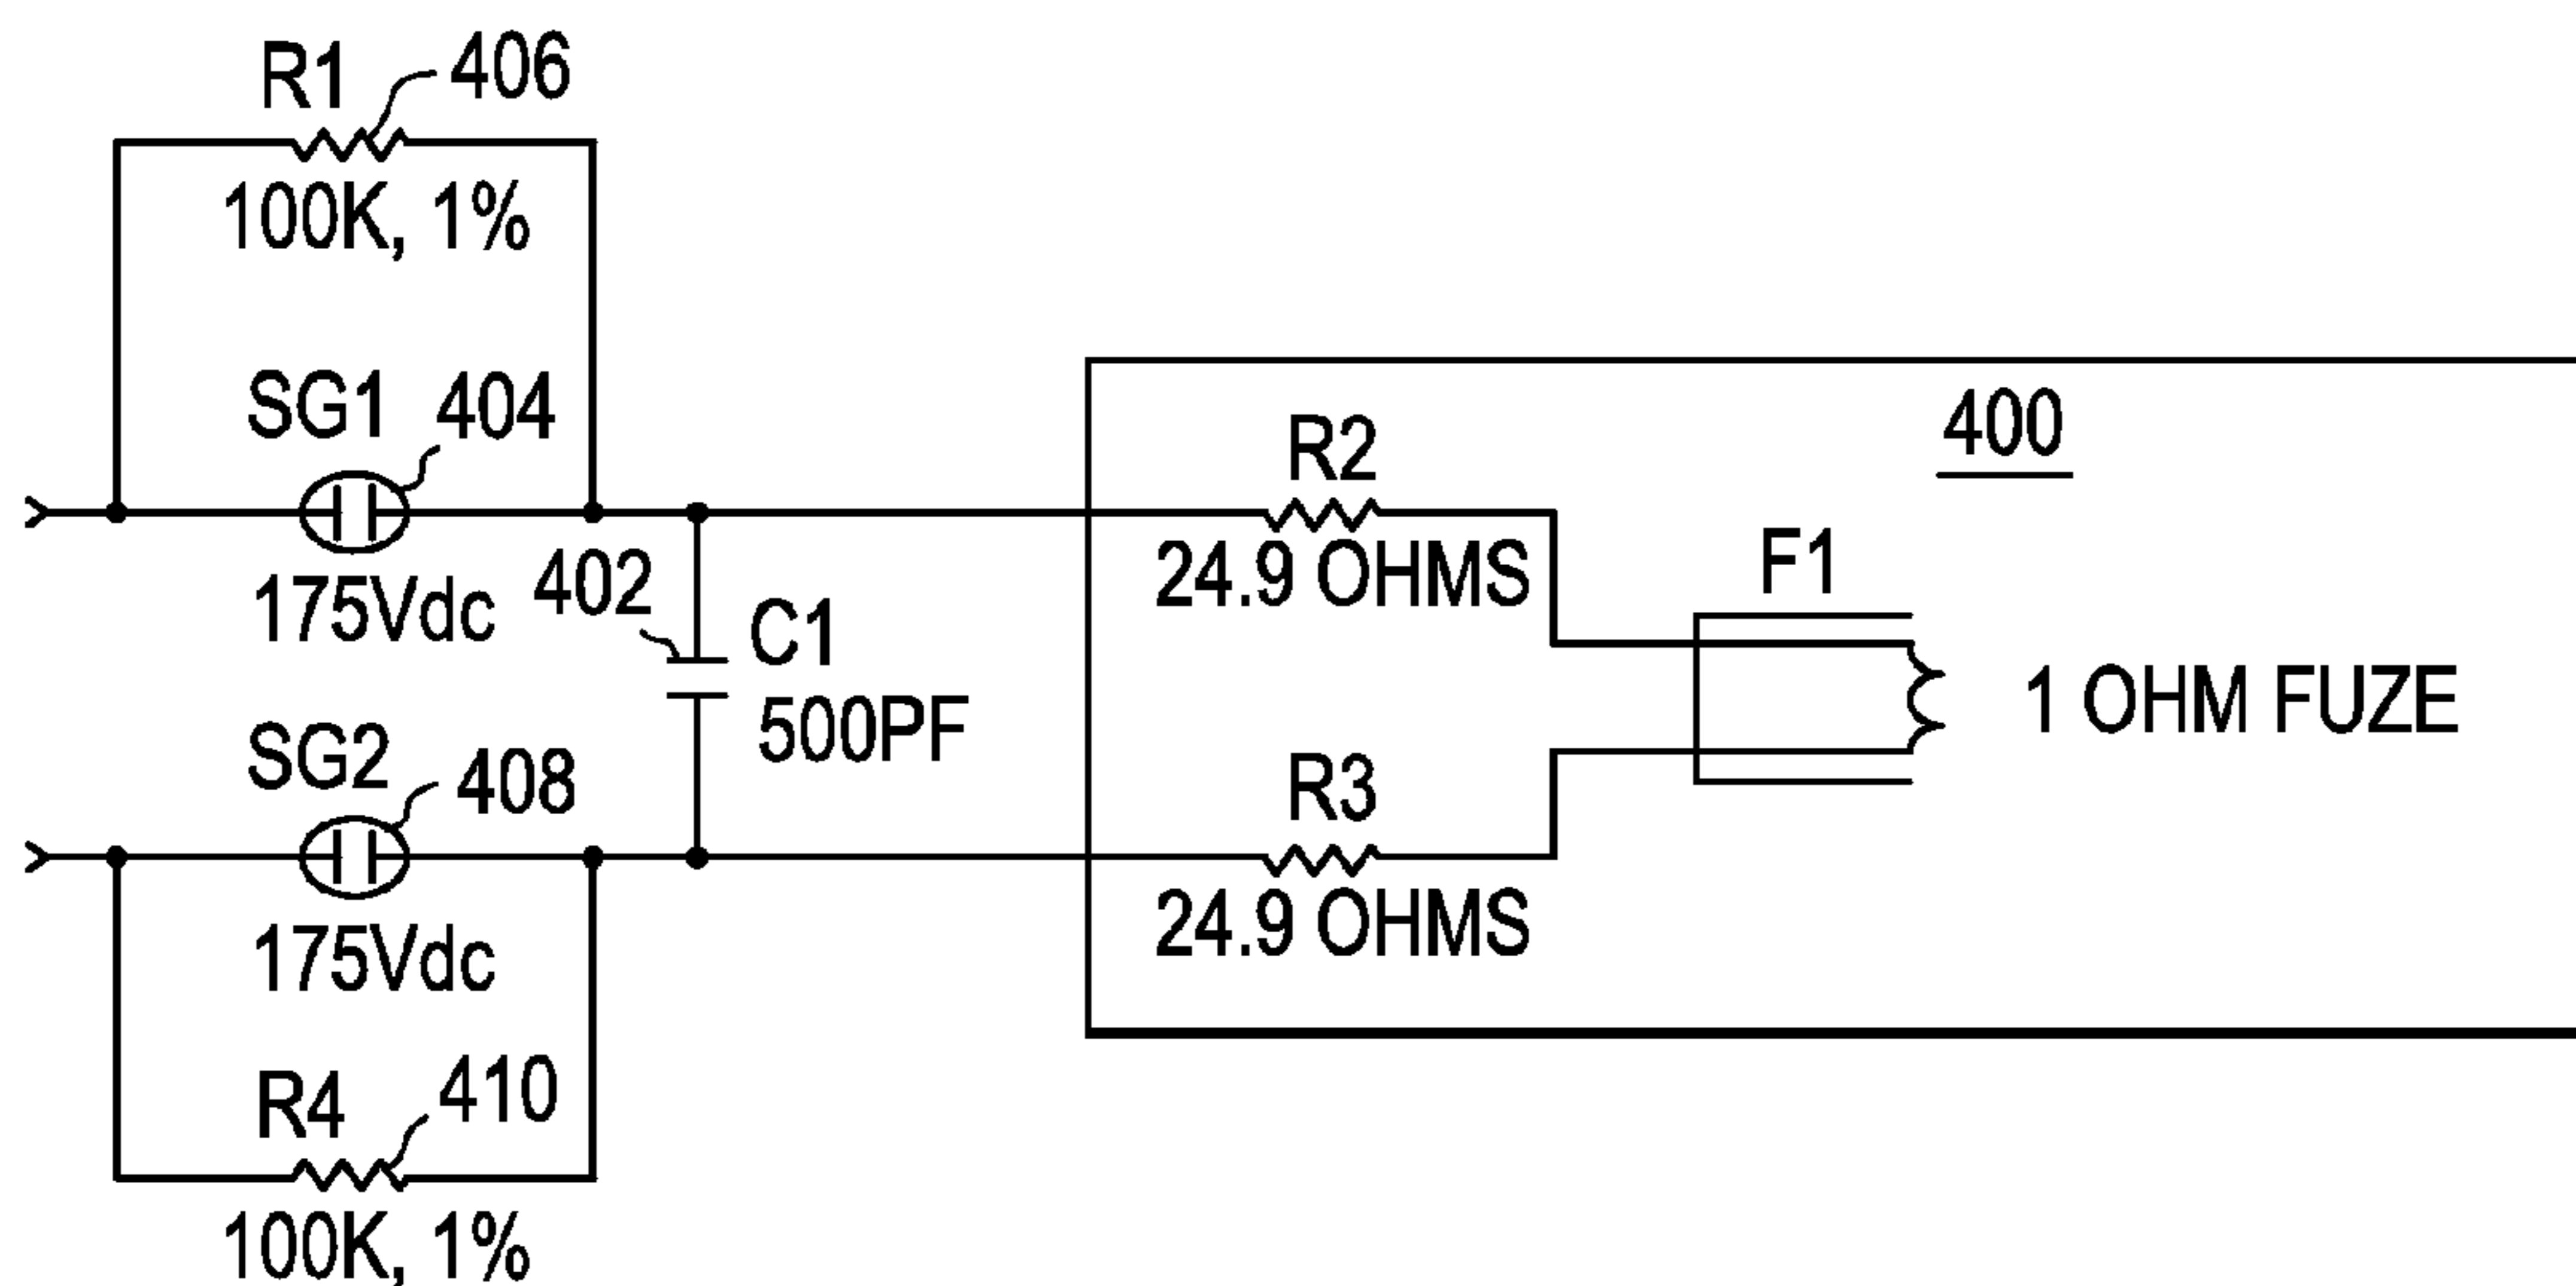 R1
406
100K, 1%
SG1
404
175Vdc
402
C1
500PF
SG2
408
175Vdc
R4
410
100K, 1%
400
R2
24.9 OHMS
F1
1 OHM FUZE
R3
24.9 OHMS